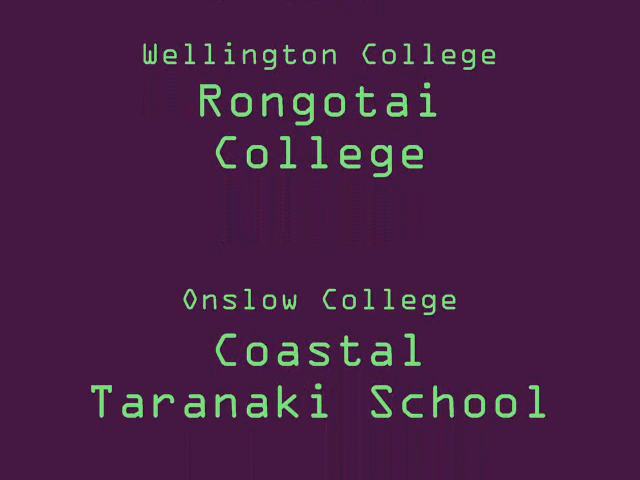 Wellington College
Rongotai
College
Onslow College
Coastal
Taranaki School